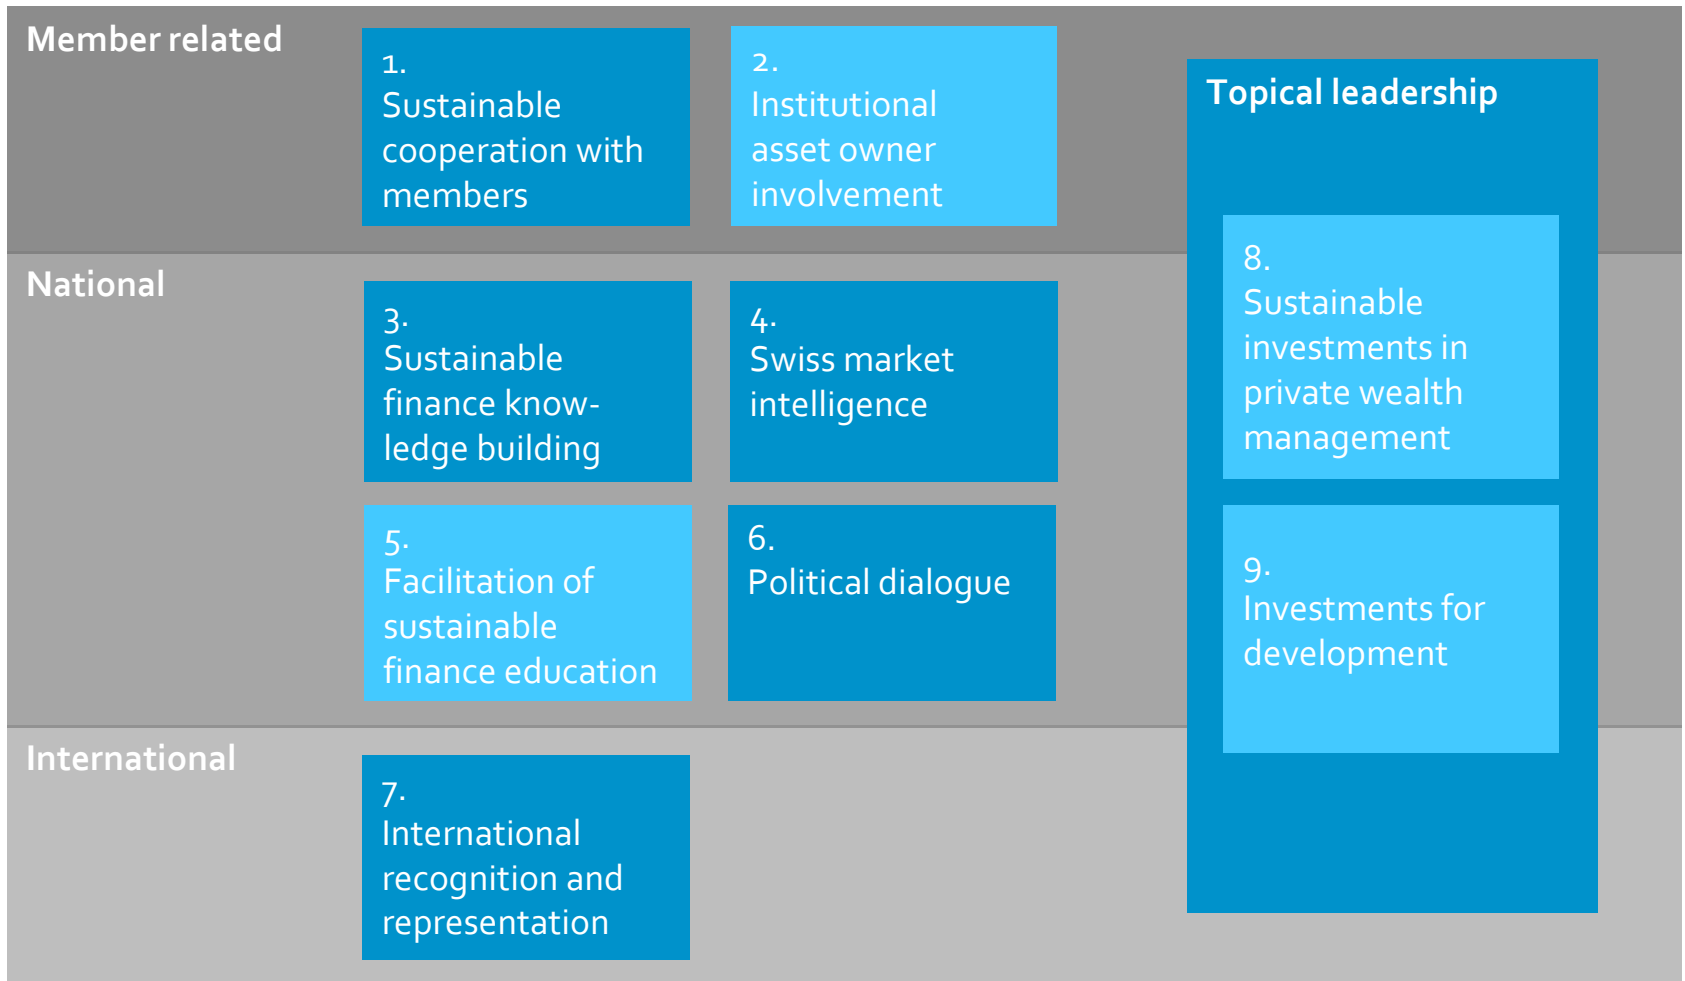 Member related
1.
Sustainable
cooperation with
members
2.
Institutional
asset owner
involvement
Topical leadership
National
3.
Sustainable
finance know-
ledge building
4.
Swiss market
intelligence
5.
Facilitation of
sustainable
finance education
6.
Political dialogue
8.
Sustainable
investments in
private wealth
management
9.
Investments for
development
International
7.
International
recognition and
representation